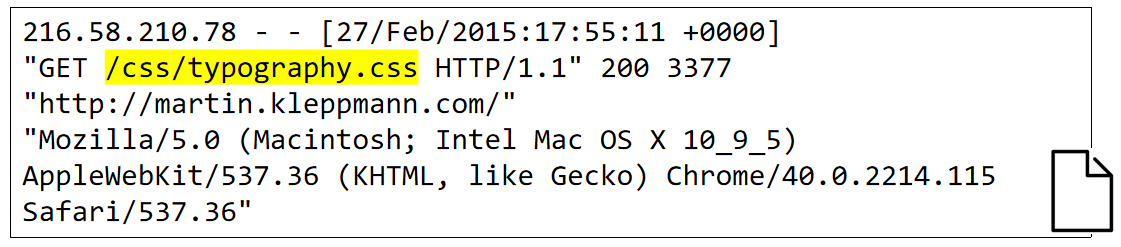 216.58.210.78 - - [27/Feb/2015:17:55:11 +0000]
"GET /css/typography.css HTTP/1.1" 200 3377
"http://martin.kleppmann.com/"
"Mozilla/5.0 (Macintosh; Intel Mac OS X 10_9_5)
AppleWebKit/537.36 (KHTML, like Gecko) Chrome/40.0.2214.115
Safari/537.36"